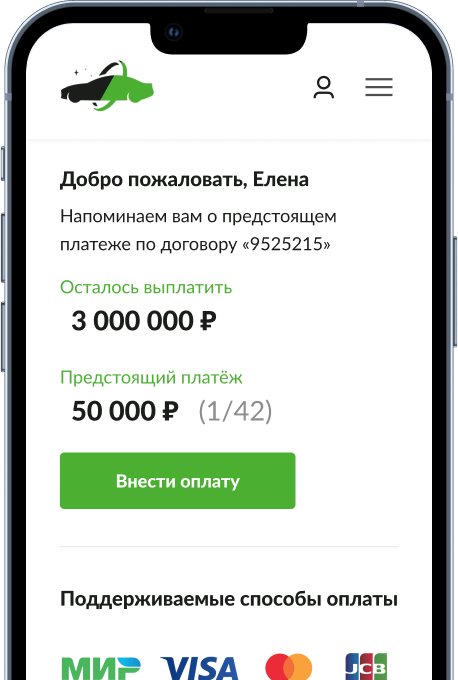 Добро пожаловать, Елена
Напоминаем вам о предстоящем
платеже по договору «9525215»
Осталось выплатить
3 000 000 ₽
Предстоящий платёж
50 000 ₽ (1/42)
Внести оплату
Поддерживаемые способы оплаты
МИР VISA JCB